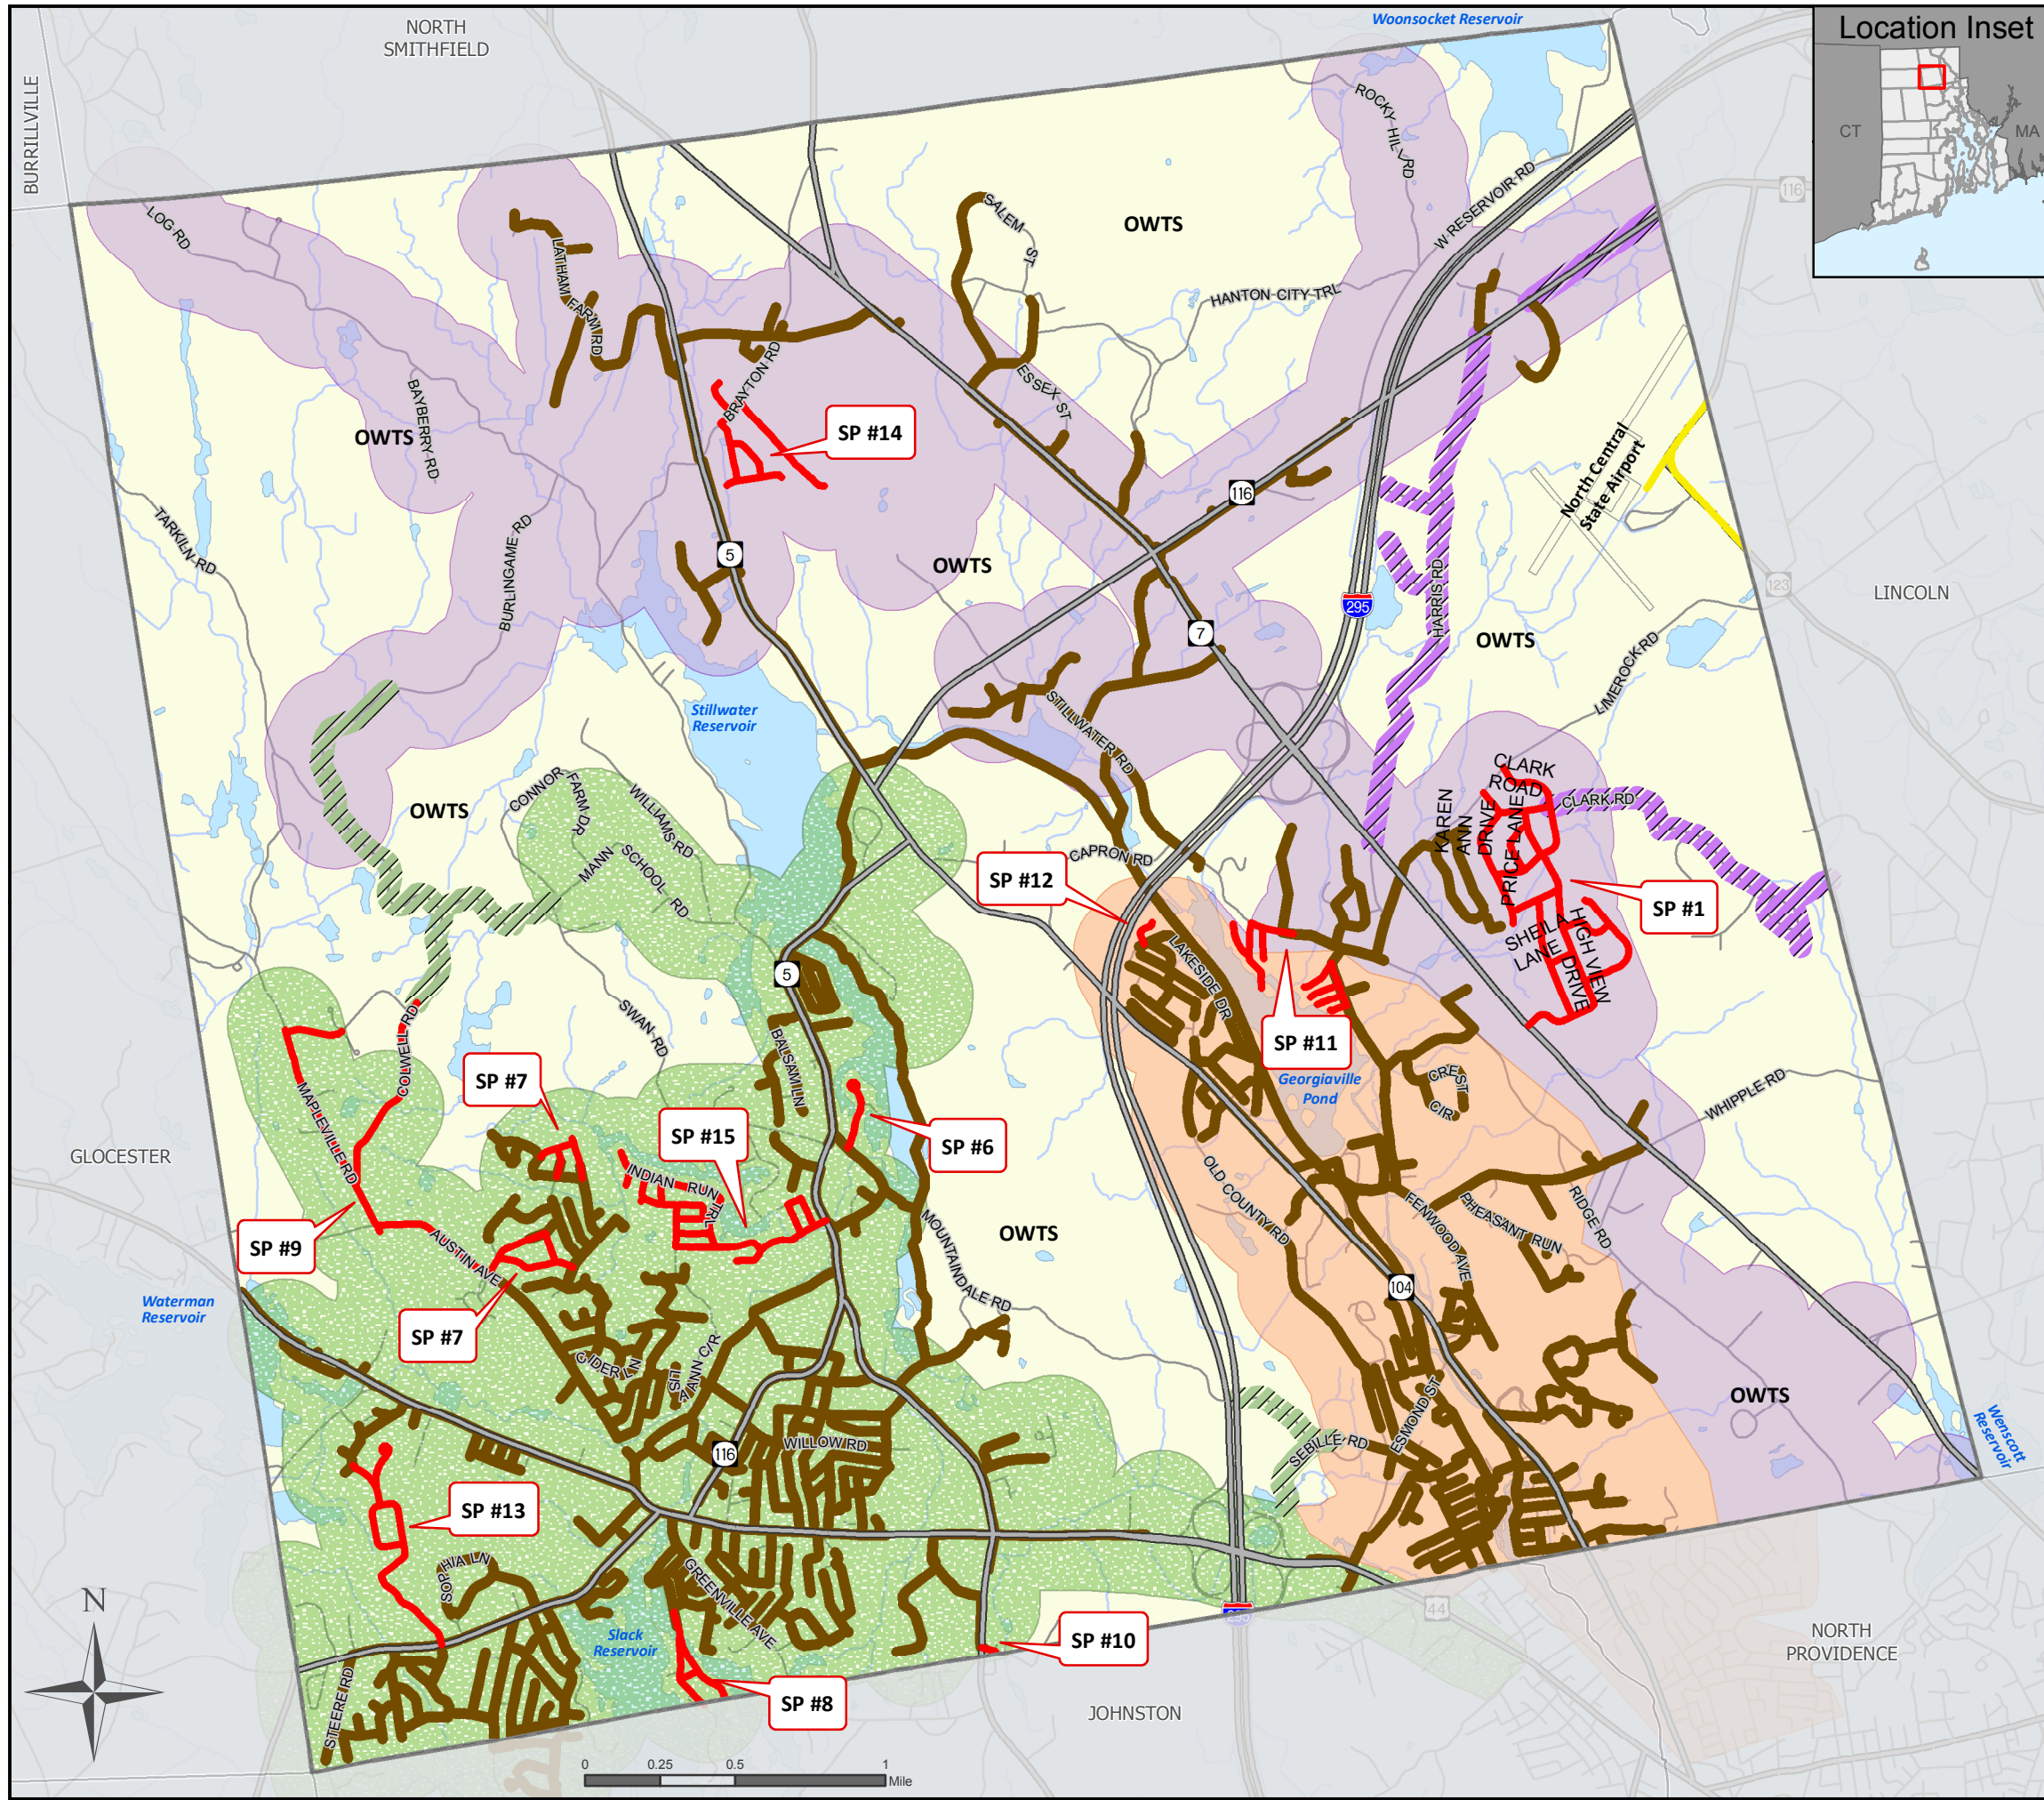 NORTH
SMITHFIELD
Woonsocket Reservoir
Location Inset
CT
MA
BURRILLVILLE
ROCKY HILL RD
W RESERVOIR RD
116
LOG RD
SALEM ST
OWTS
LATHAM FARM RD
HANTON CITY TRL
BRAYTON RD
ESSEX ST
BAYBERRY RD
OWTS
SP #14
116
North Central
State Airport
TARKILN RD
BURLINGAME RD
5
OWTS
HARRIS RD
295
7
OWTS
123
LINCOLN
LIMEROCK RD
Stillwater
Reservoir
STILLWATER RD
CONNOR FARM DR
WILLIAMS RD
OWTS
MANN SCHOOL RD
CAPRON RD
CLARK
ROAD
KAREN
ANN
DRIVE
PRICE LANE
CLARK RD
SP #12
SP #1
SHEILA
LANE
HIGH VIEW
DRIVE
LAKESIDE DR
5
COLWELL RD
SWAN RD
BALSAM LN
SP #11
SP #7
Georgiaville
Pond
CREST
CIR
WHIPPLE RD
MAPLEVILLE RD
SP #15
SP #6
GLOCESTER
INDIAN RUN TRL
OLD COUNTY RD
SP #9
AUSTIN AVE
MOUNTAINDALE RD
OWTS
FENWOOD AVE
PHEASANT RUN
RIDGE RD
Waterman
Reservoir
SP #7
104
CIDER LN
LISA ANN CIR
OWTS
ESMOND ST
SEBILLE RD
Wenscott
Reservoir
116
WILLOW RD
SP #13
SOPHIA LN
GREENVILLE AVE
N
Slack
Reservoir
STEERE RD
SP #10
SP #8
295
44
JOHNSTON
NORTH
PROVIDENCE
0
0.25
0.5
1
Mile